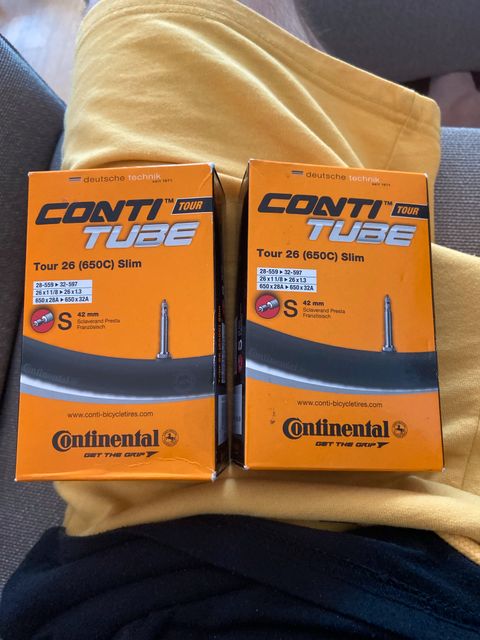 deutsche technik
seit 1871
CONTI™ TOUR
TUBE
Tour 26 (650C) Slim
28-559 ▸ 32-597
26 x 1 1/8 ▸ 26 x 1.3
650 x 28A ▸ 650 x 32A
S
42 mm
Sclaverand Presta
Französisch
Continental
www.conti-bicycletires.com
Continental
GET THE GRIP
deutsche technik
seit 1871
CONTI™ TOUR
TUBE
Tour 26 (650C) Slim
28-559 ▸ 32-597
26 x 1 1/8 ▸ 26 x 1.3
650 x 28A ▸ 650 x 32A
S
42 mm
Sclaverand Presta
Französisch
Continental
www.conti-bicycletires.com
Continental
GET THE GRIP